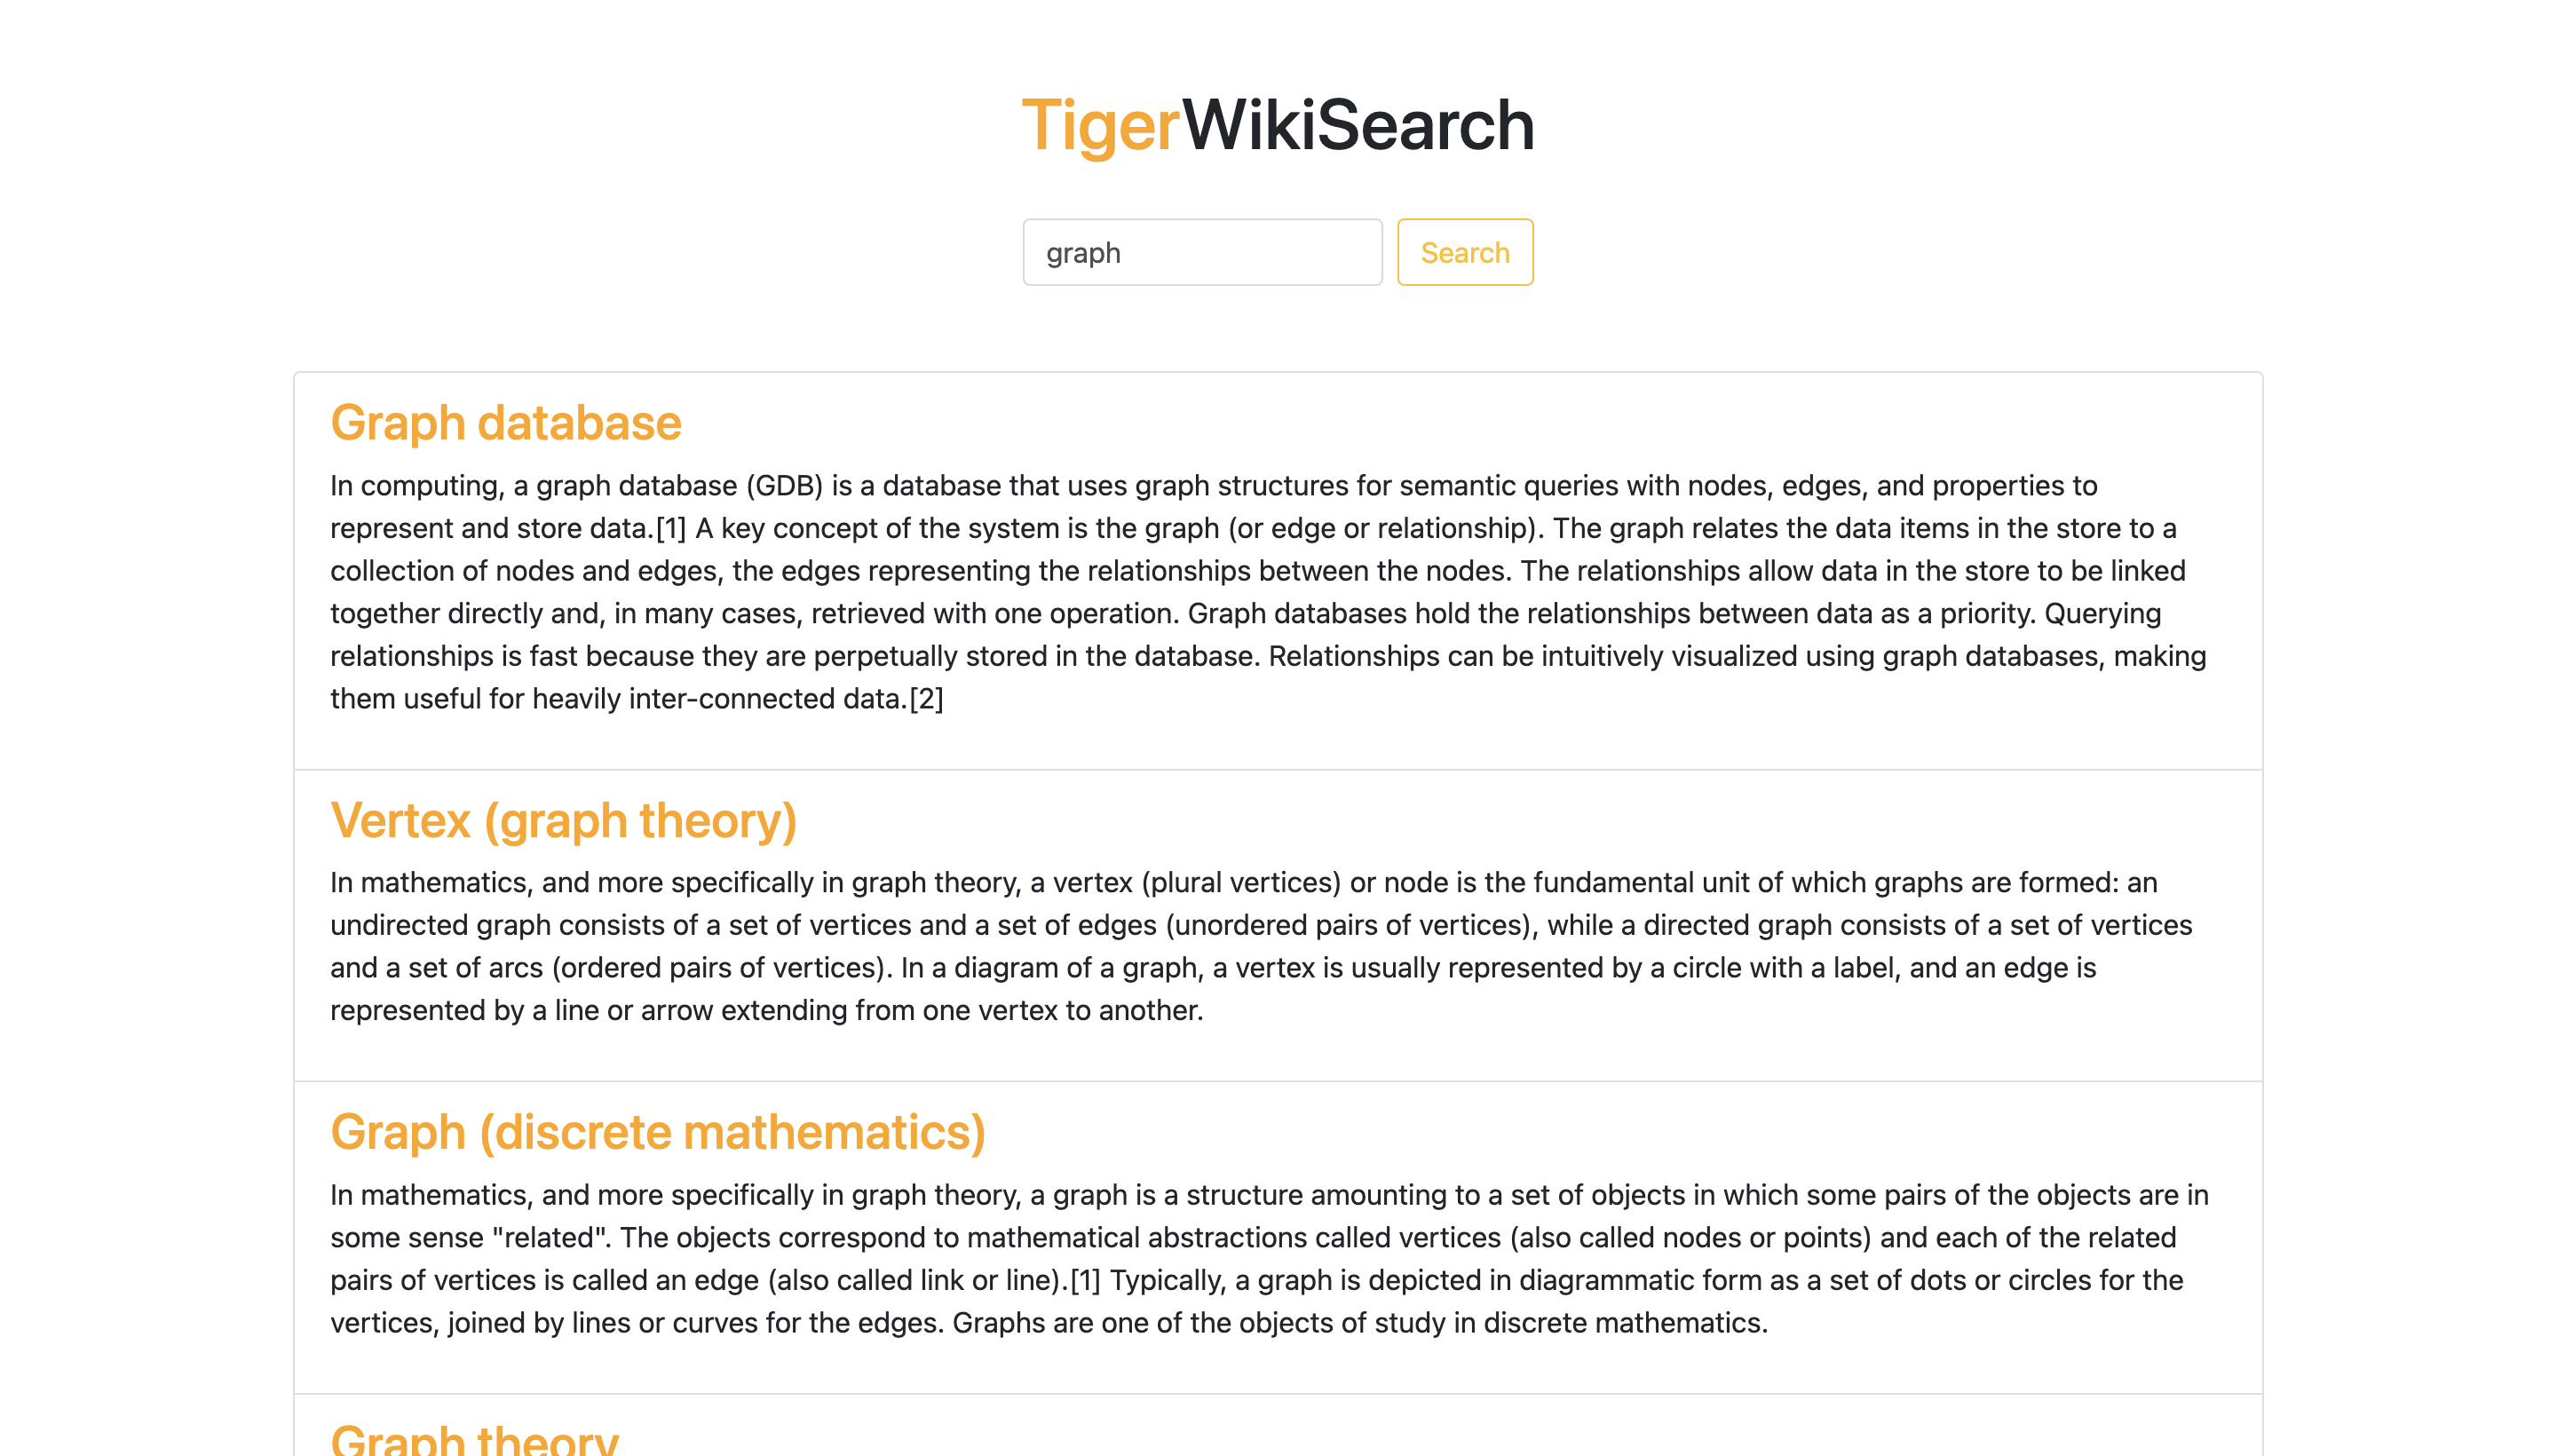 TigerWikiSearch
graph
Search
Graph database
In computing, a graph database (GDB) is a database that uses graph structures for semantic queries with nodes, edges, and properties to
represent and store data.[1] A key concept of the system is the graph (or edge or relationship). The graph relates the data items in the store to a
collection of nodes and edges, the edges representing the relationships between the nodes. The relationships allow data in the store to be linked
together directly and, in many cases, retrieved with one operation. Graph databases hold the relationships between data as a priority. Querying
relationships is fast because they are perpetually stored in the database. Relationships can be intuitively visualized using graph databases, making
them useful for heavily inter-connected data.[2]
Vertex (graph theory)
In mathematics, and more specifically in graph theory, a vertex (plural vertices) or node is the fundamental unit of which graphs are formed: an
undirected graph consists of a set of vertices and a set of edges (unordered pairs of vertices), while a directed graph consists of a set of vertices
and a set of arcs (ordered pairs of vertices). In a diagram of a graph, a vertex is usually represented by a circle with a label, and an edge is
represented by a line or arrow extending from one vertex to another.
Graph (discrete mathematics)
In mathematics, and more specifically in graph theory, a graph is a structure amounting to a set of objects in which some pairs of the objects are in
some sense "related". The objects correspond to mathematical abstractions called vertices (also called nodes or points) and each of the related
pairs of vertices is called an edge (also called link or line).[1] Typically, a graph is depicted in diagrammatic form as a set of dots or circles for the
vertices, joined by lines or curves for the edges. Graphs are one of the objects of study in discrete mathematics.
Graph theory